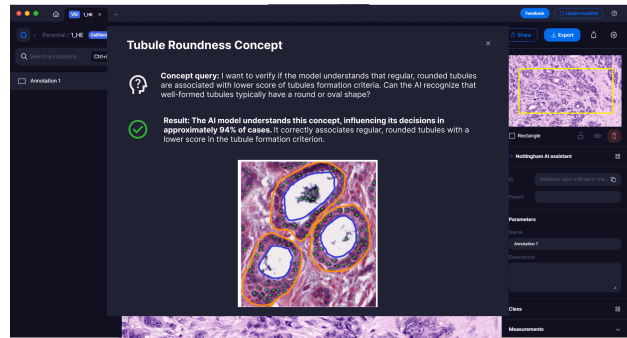 VSI 1_HE ×
Feedback
Update available
Personal / 1_HE
Share
Export
Search annotations
Ctrl+
Annotation 1
Tubule Roundness Concept
×
Concept query: I want to verify if the model understands that regular, rounded tubules
are associated with lower score of tubules formation criteria. Can the AI recognize that
well-formed tubules typically have a round or oval shape?
Result: The AI model understands this concept, influencing its decisions in
approximately 94% of cases. It correctly associates regular, rounded tubules with a
lower score in the tubule formation criterion.
Rectangle
Nottingham AI assistant
ID
Parent
Parameters
Name
Annotation 1
Description
Class
Measurements